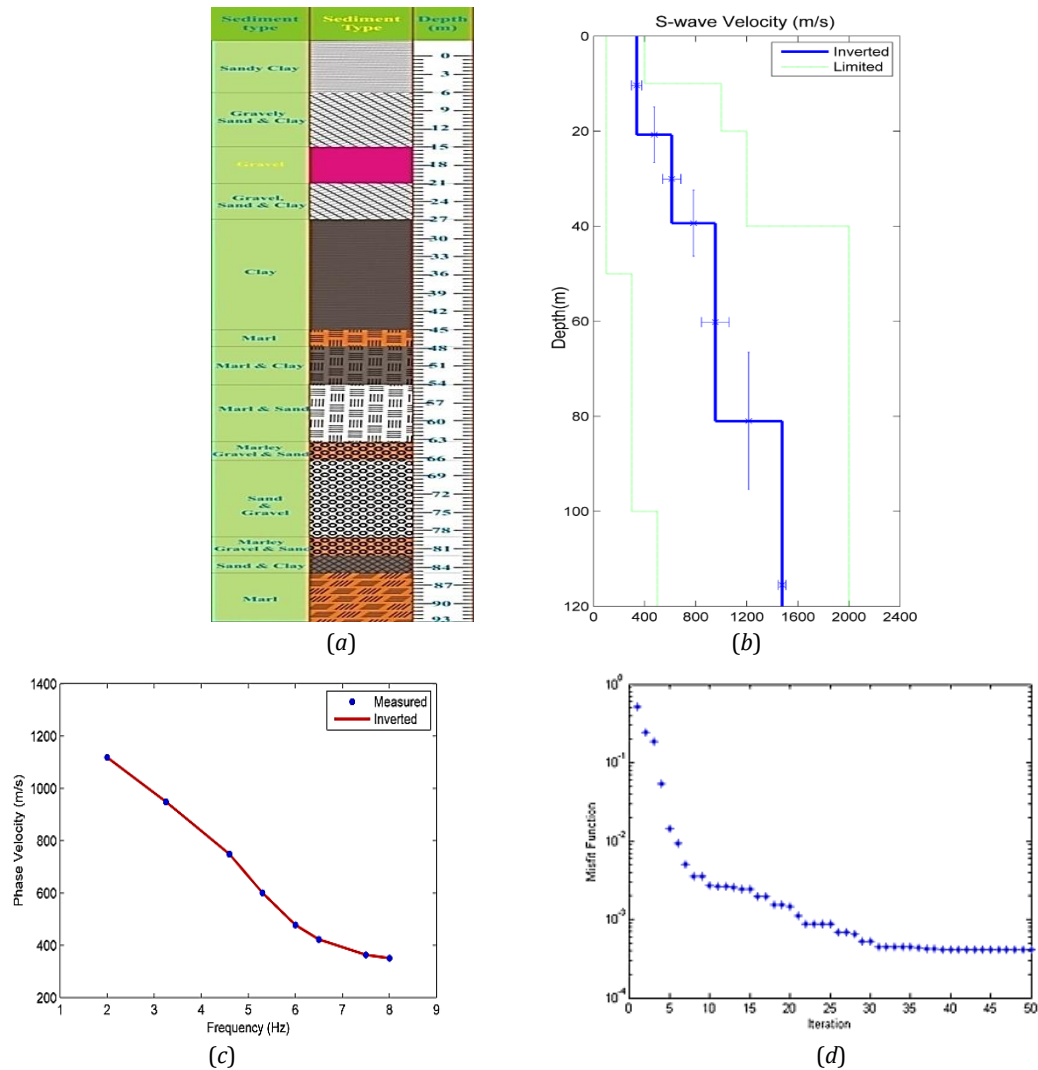 Sediment type
Sediment Type
Depth (m)
Sandy Clay
Gravely Sand & Clay
Gravel
Gravel, Sand & Clay
Clay
Marl
Marl & Clay
Marl & Sand
Marley Gravel & Sand
Sand & Gravel
Marley Gravel & Sand
Sand & Clay
Marl
0
3
6
9
12
15
18
21
24
27
30
33
36
39
42
45
48
51
54
57
60
63
66
69
72
75
78
81
84
87
90
93
(a)
S-wave Velocity (m/s)
Inverted
Limited
Depth(m)
0
20
40
60
80
100
120
0 400 800 1200 1600 2000 2400
(b)
Measured
Inverted
Phase Velocity (m/s)
1400
1200
1000
800
600
400
200
1 2 3 4 5 6 7 8 9
Frequency (Hz)
(c)
Misfit Function
10^0
10^-1
10^-2
10^-3
10^-4
0 5 10 15 20 25 30 35 40 45 50
Iteration
(d)